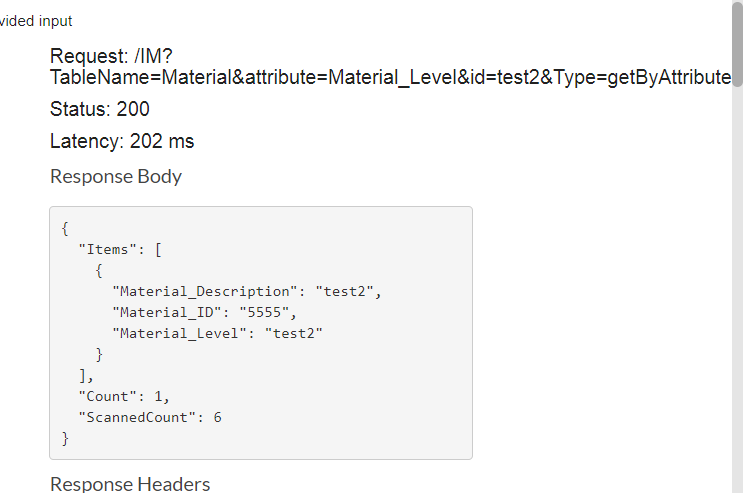 vided input
Request: /IM?
TableName=Material&attribute=Material_Level&id=test2&Type=getByAttribute
Status: 200
Latency: 202 ms
Response Body
{
"Items": [
{
"Material_Description": "test2",
"Material_ID": "5555",
"Material_Level": "test2"
}
],
"Count": 1,
"ScannedCount": 6
}
Response Headers